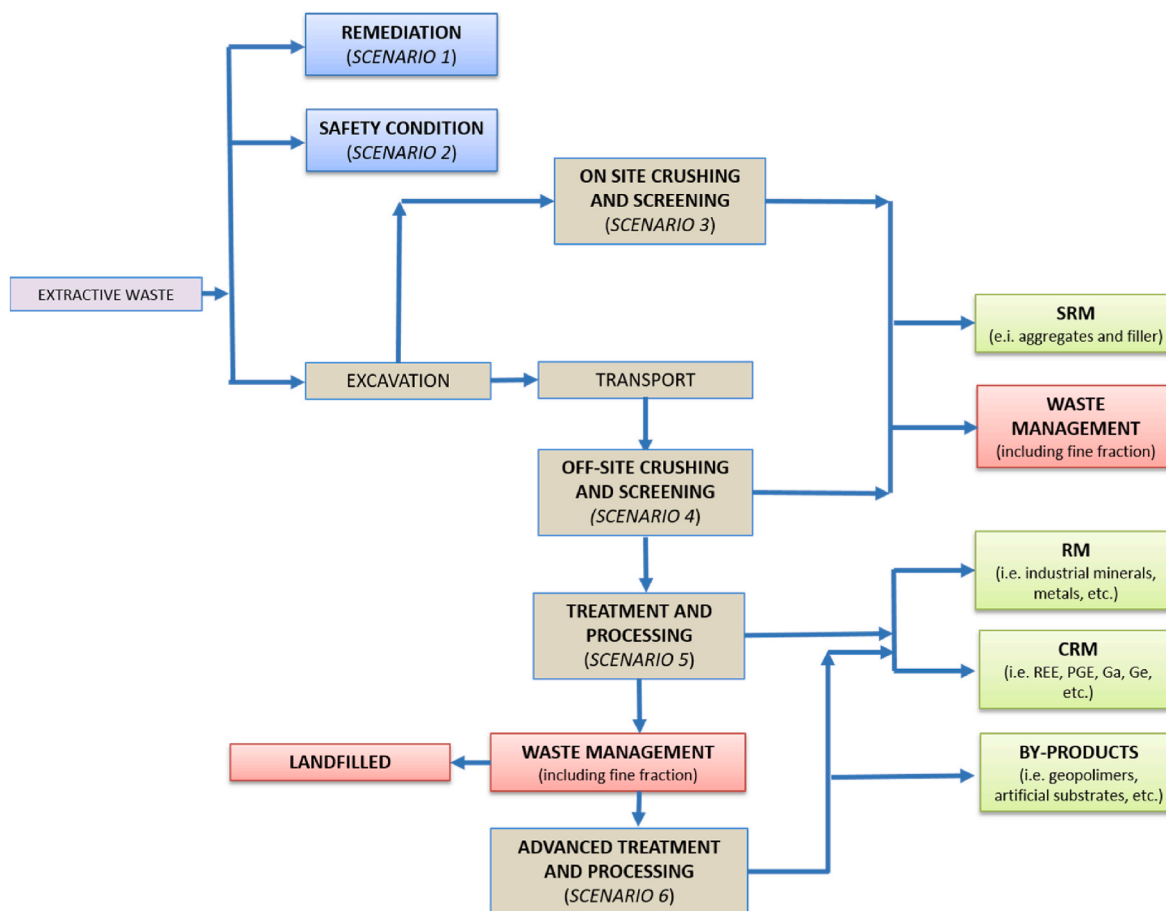 REMEDIATION
(SCENARIO 1)
SAFETY CONDITION
(SCENARIO 2)
ON SITE CRUSHING
AND SCREENING
(SCENARIO 3)
EXTRACTIVE WASTE
SRM
(e.i. aggregates and filler)
EXCAVATION
TRANSPORT
WASTE
MANAGEMENT
(including fine fraction)
OFF-SITE CRUSHING
AND SCREENING
(SCENARIO 4)
RM
(i.e. industrial minerals,
metals, etc.)
TREATMENT AND
PROCESSING
(SCENARIO 5)
CRM
(i.e. REE, PGE, Ga, Ge,
etc.)
LANDFILLED
WASTE MANAGEMENT
(including fine fraction)
BY-PRODUCTS
(i.e. geopolimers,
artificial substrates, etc.)
ADVANCED TREATMENT
AND PROCESSING
(SCENARIO 6)